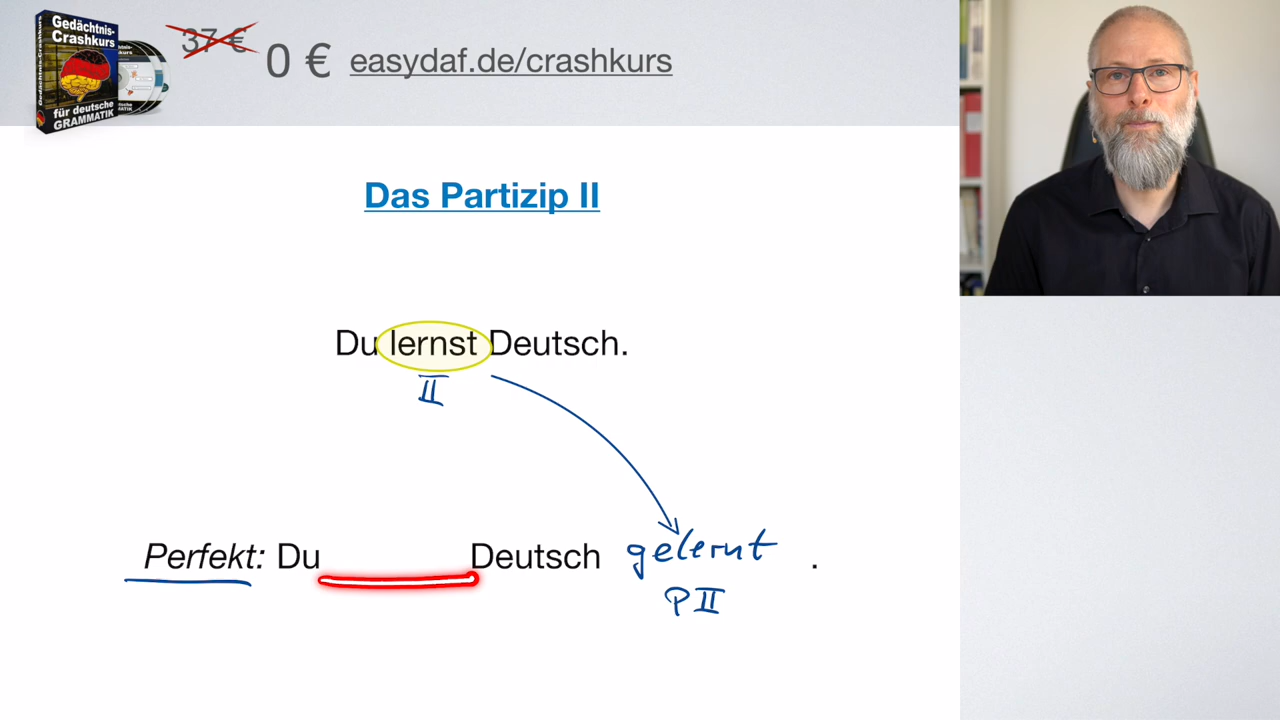 Gedächtnis-
Crashkurs
für deutsche
GRAMMATIK
37 €
0 € easydaf.de/crashkurs
Das Partizip II
Du lernst Deutsch.
II
Perfekt: Du Deutsch gelernt .
P II